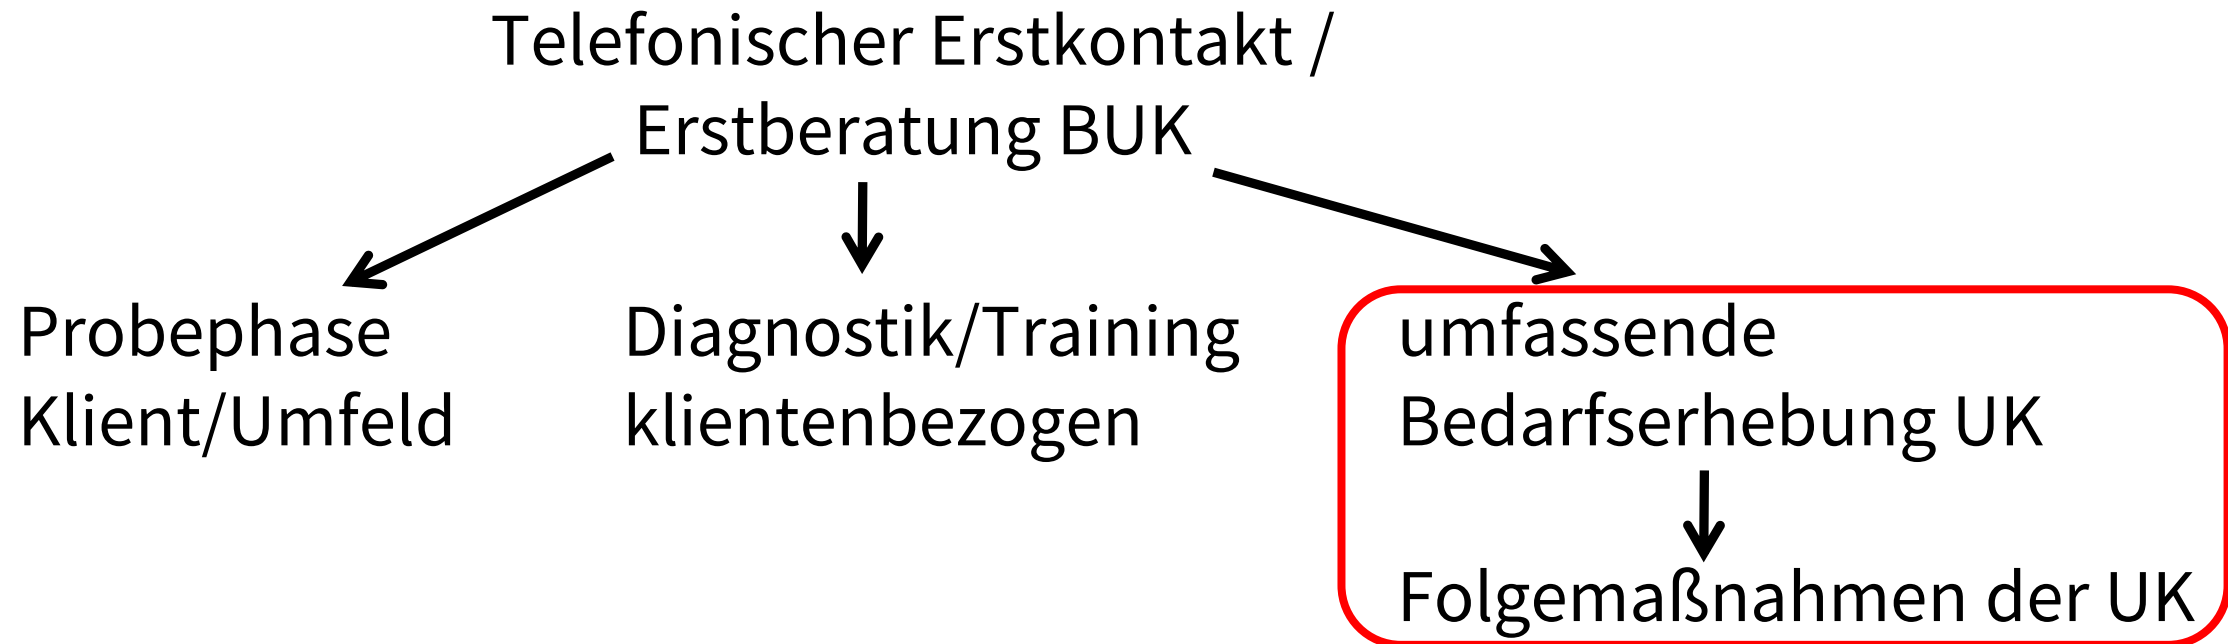 Telefonischer Erstkontakt /
Erstberatung BUK
Probephase
Klient/Umfeld
Diagnostik/Training
klientenbezogen
umfassende
Bedarfserhebung UK
Folgemaßnahmen der UK